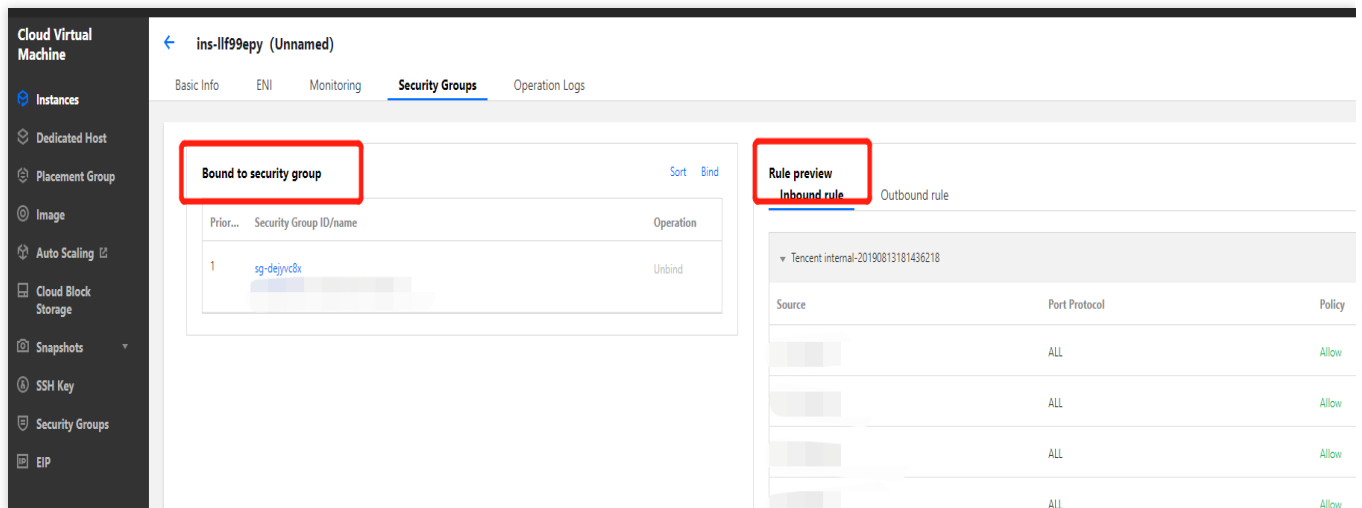 Cloud Virtual
Machine
Instances
Dedicated Host
Placement Group
Image
Auto Scaling
Cloud Block
Storage
Snapshots
SSH Key
Security Groups
EIP
ins-llf99epy (Unnamed)
Basic Info ENI Monitoring Security Groups Operation Logs
Bound to security group Sort Bind
Prior... Security Group ID/name Operation
1 sg-dejyvc8x Unbind
Rule preview
Inbound rule Outbound rule
Tencent internal-20190813181436218
Source Port Protocol Policy
ALL Allow
ALL Allow
ALL Allow
ALL Allow